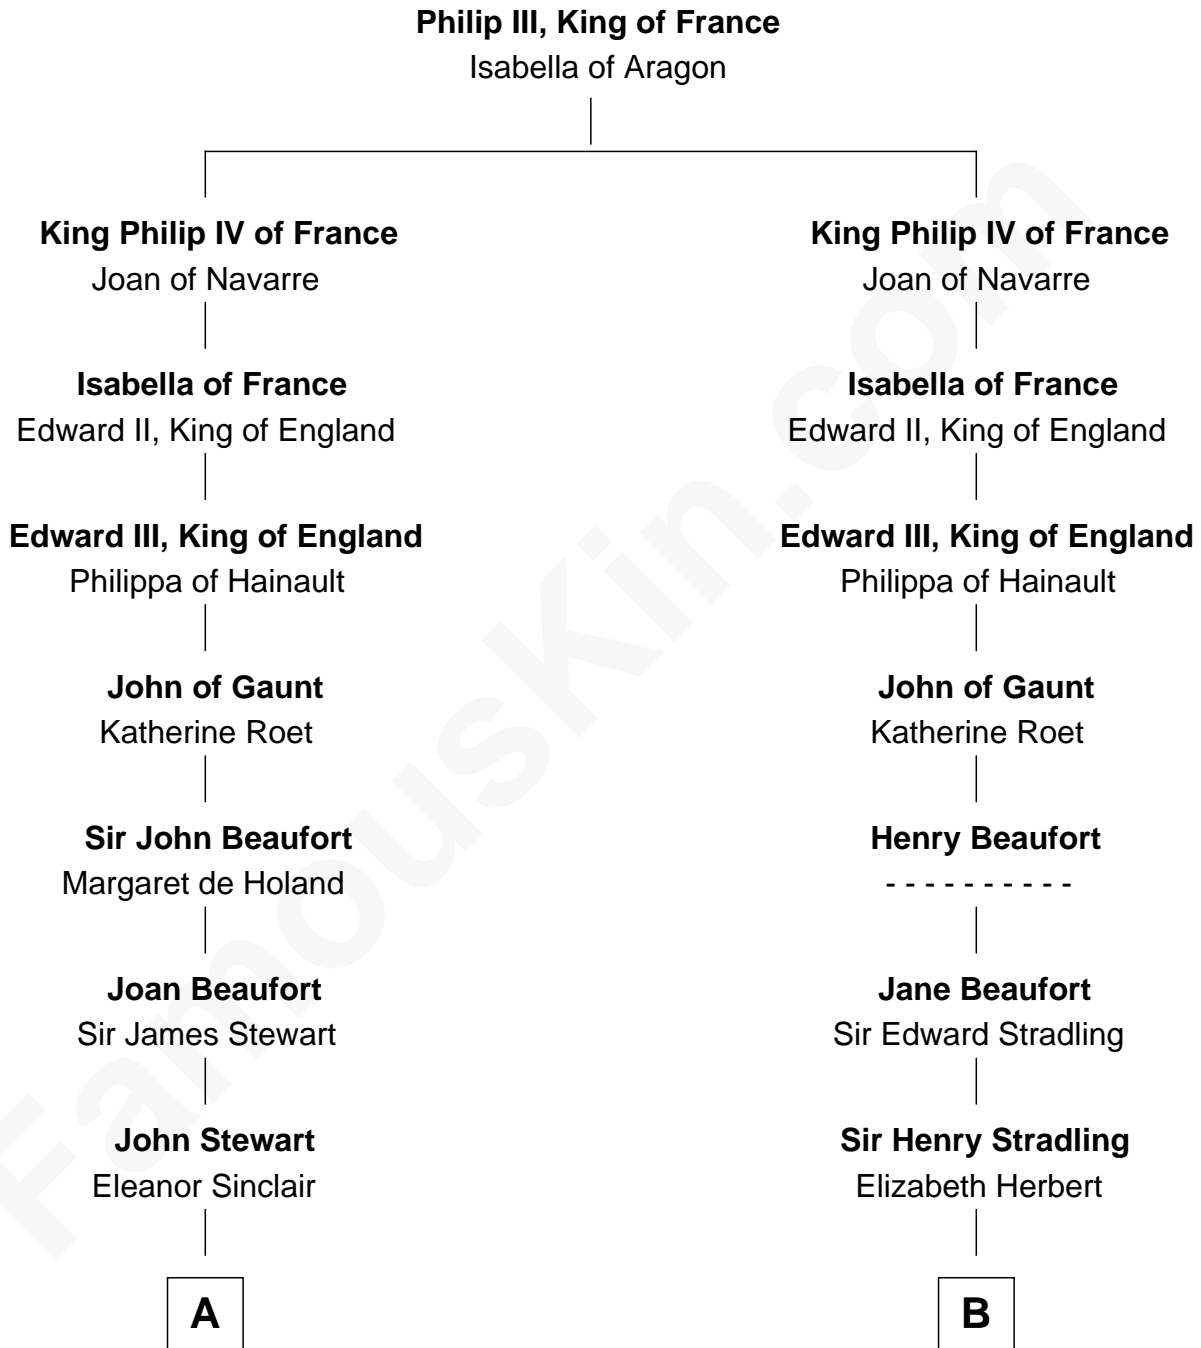 Philip III, King of France
Isabella of Aragon
King Philip IV of France
Joan of Navarre
King Philip IV of France
Joan of Navarre
Isabella of France
Edward II, King of England
Isabella of France
Edward II, King of England
Edward III, King of England
Philippa of Hainault
Edward III, King of England
Philippa of Hainault
John of Gaunt
Katherine Roet
John of Gaunt
Katherine Roet
Sir John Beaufort
Margaret de Holand
Henry Beaufort
- - - - - - - - - -
Joan Beaufort
Sir James Stewart
Jane Beaufort
Sir Edward Stradling
John Stewart
Eleanor Sinclair
Sir Henry Stradling
Elizabeth Herbert
A
B
FamousKin.com